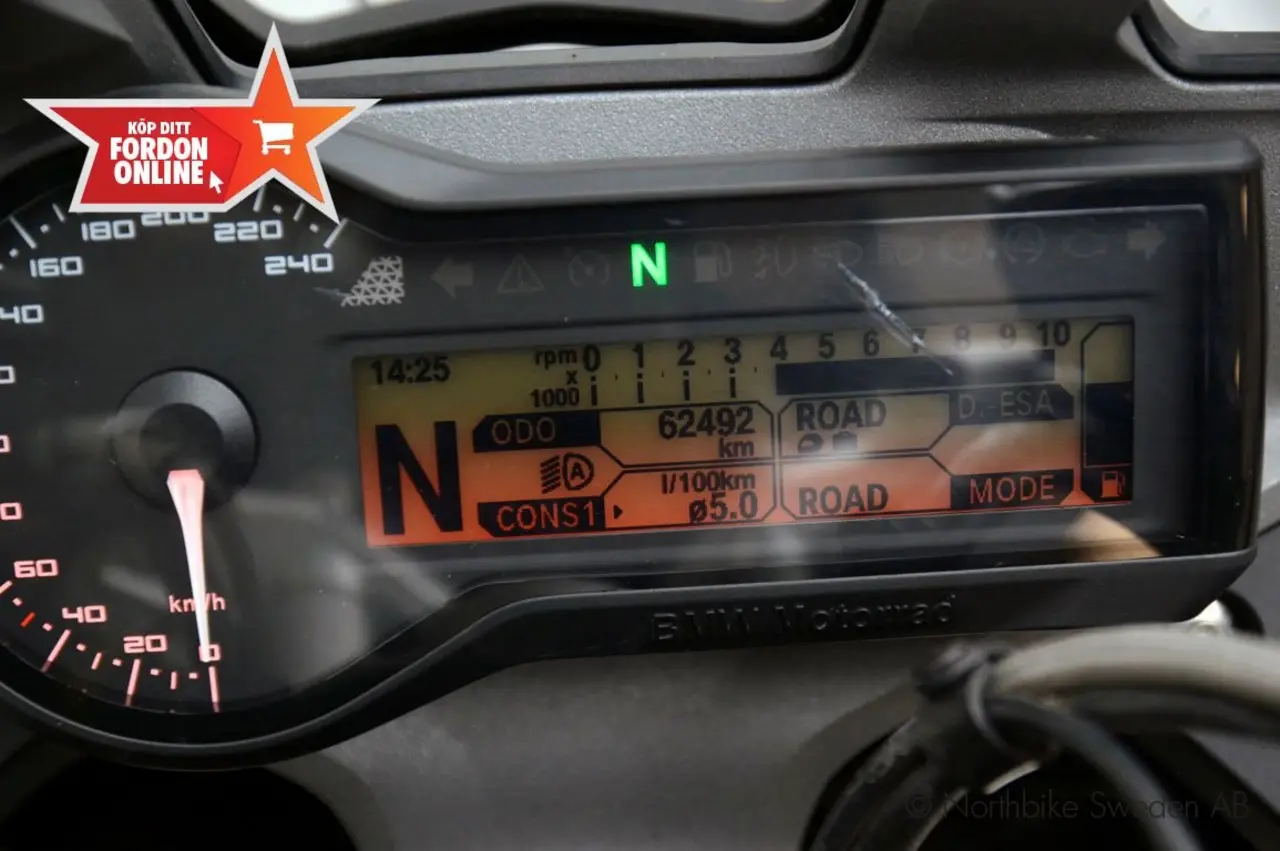 KÖP DITT
FORDON
ONLINE
40
160
180
200
220
240
N
14:25
rpm
x
1000
0 1 2 3 4 5 6 7 8 9 10
N
ODO
62492
km
ROAD
D.-ESA
A
CONS1
l/100km
ø5.0
ROAD
MODE
60
40
20
0
km/h
BMW Motorrad
© Northbike Sweden AB